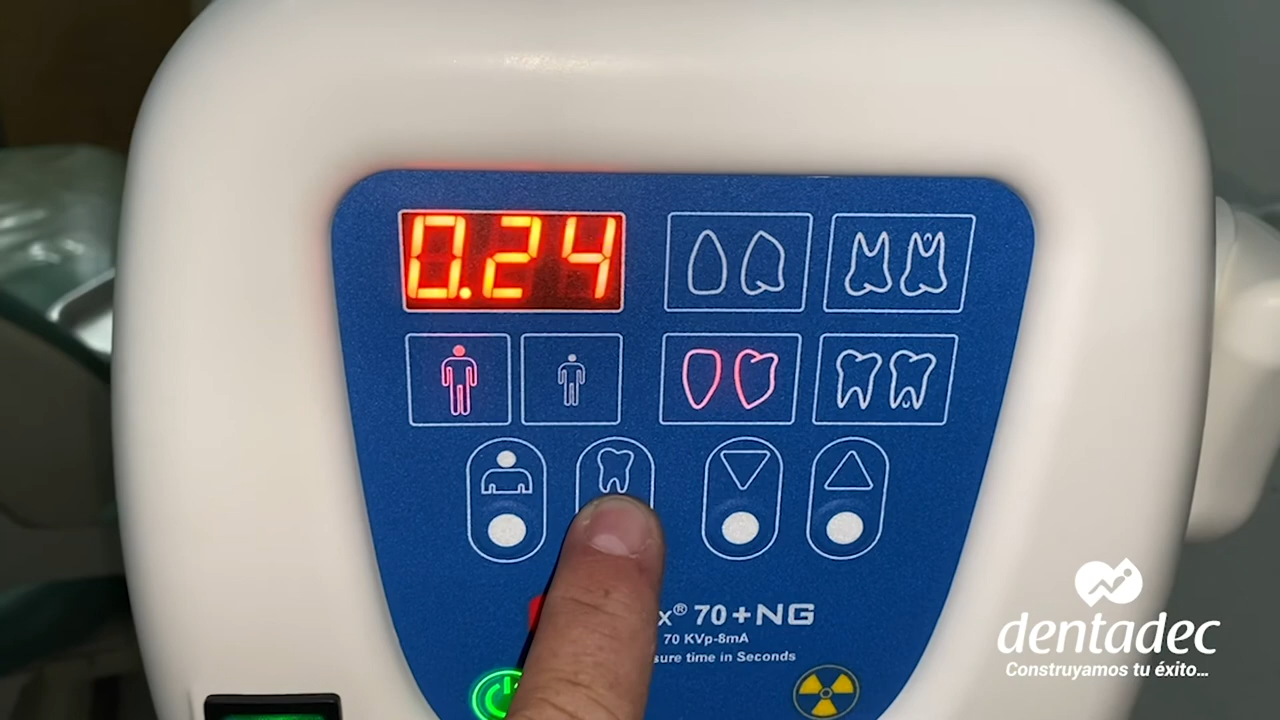 0.24
x® 70+NG
70 KVp-8mA
sure time in Seconds
dentadec
Construyamos tu éxito...